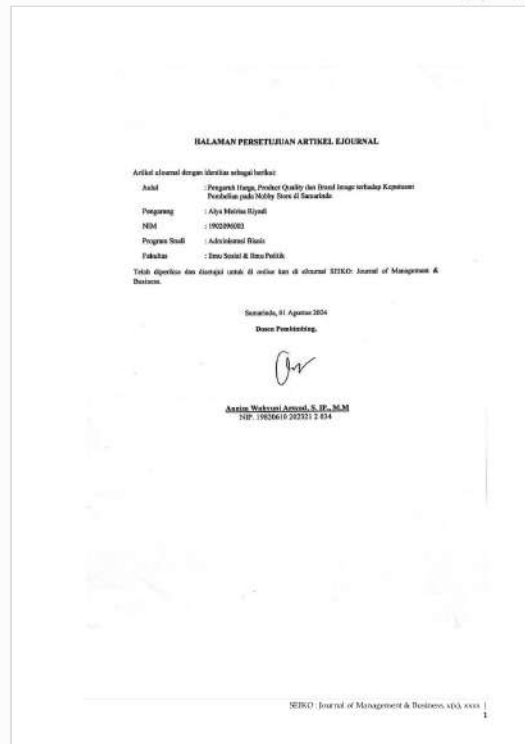 HALAMAN PERSETUJUAN ARTIKEL EJOURNAL
Artikel eJournal dengan identitas sebagai berikut:
Judul : Pengaruh Harga, Product Quality dan Brand Image terhadap Keputusan
Pembelian pada Nobby Store di Samarinda
Pengarang : Alya Meirisa Riyadi
NIM : 1902096003
Program Studi : Administrasi Bisnis
Fakultas : Ilmu Sosial & Ilmu Politik
Telah diperiksa dan disetujui untuk di online kan di eJournal SEIKO: Journal of Management &
Business.
Samarinda, 01 Agustus 2024
Dosen Pembimbing,
Annisa Wahyuni Arsyad, S. IP., M.M
NIP. 19820610 202321 2 034
SEIKO : Journal of Management & Business, x(x), xxxx |
1